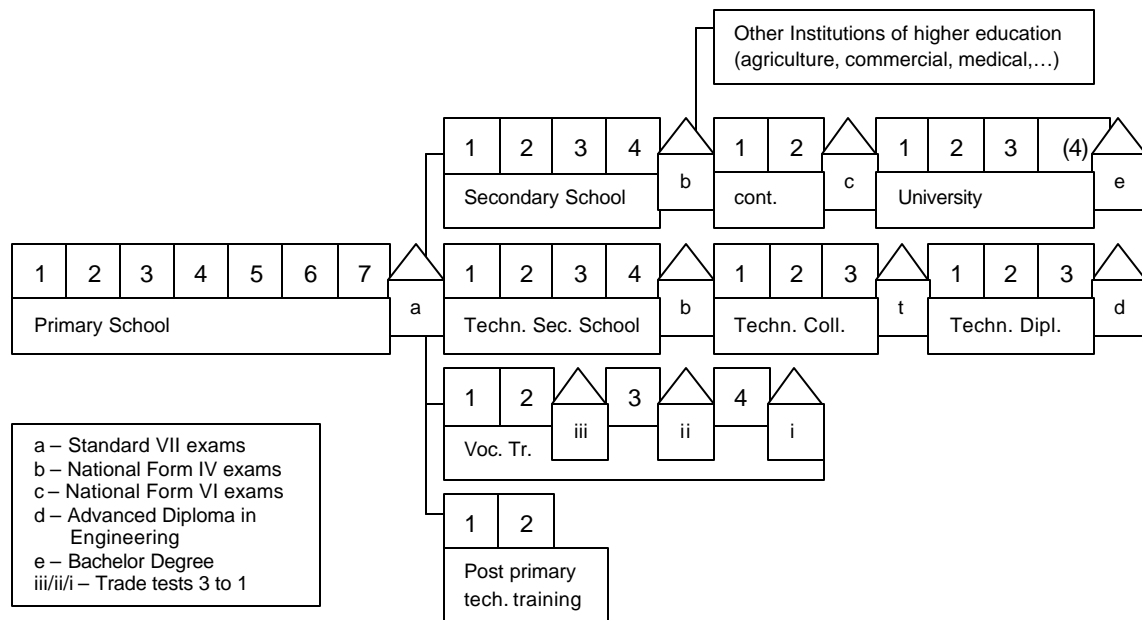 Other Institutions of higher education
(agriculture, commercial, medical,…)
1 2 3 4 1 2 1 2 3 (4)
b c e
Secondary School cont. University
1 2 3 4 5 6 7 1 2 3 4 1 2 3 1 2 3
a b t d
Primary School Techn. Sec. School Techn. Coll. Techn. Dipl.
1 2 3 4
iii ii i
Voc. Tr.
a – Standard VII exams
b – National Form IV exams
c – National Form VI exams
d – Advanced Diploma in
Engineering
e – Bachelor Degree
iii/ii/i – Trade tests 3 to 1
1 2
Post primary
tech. training